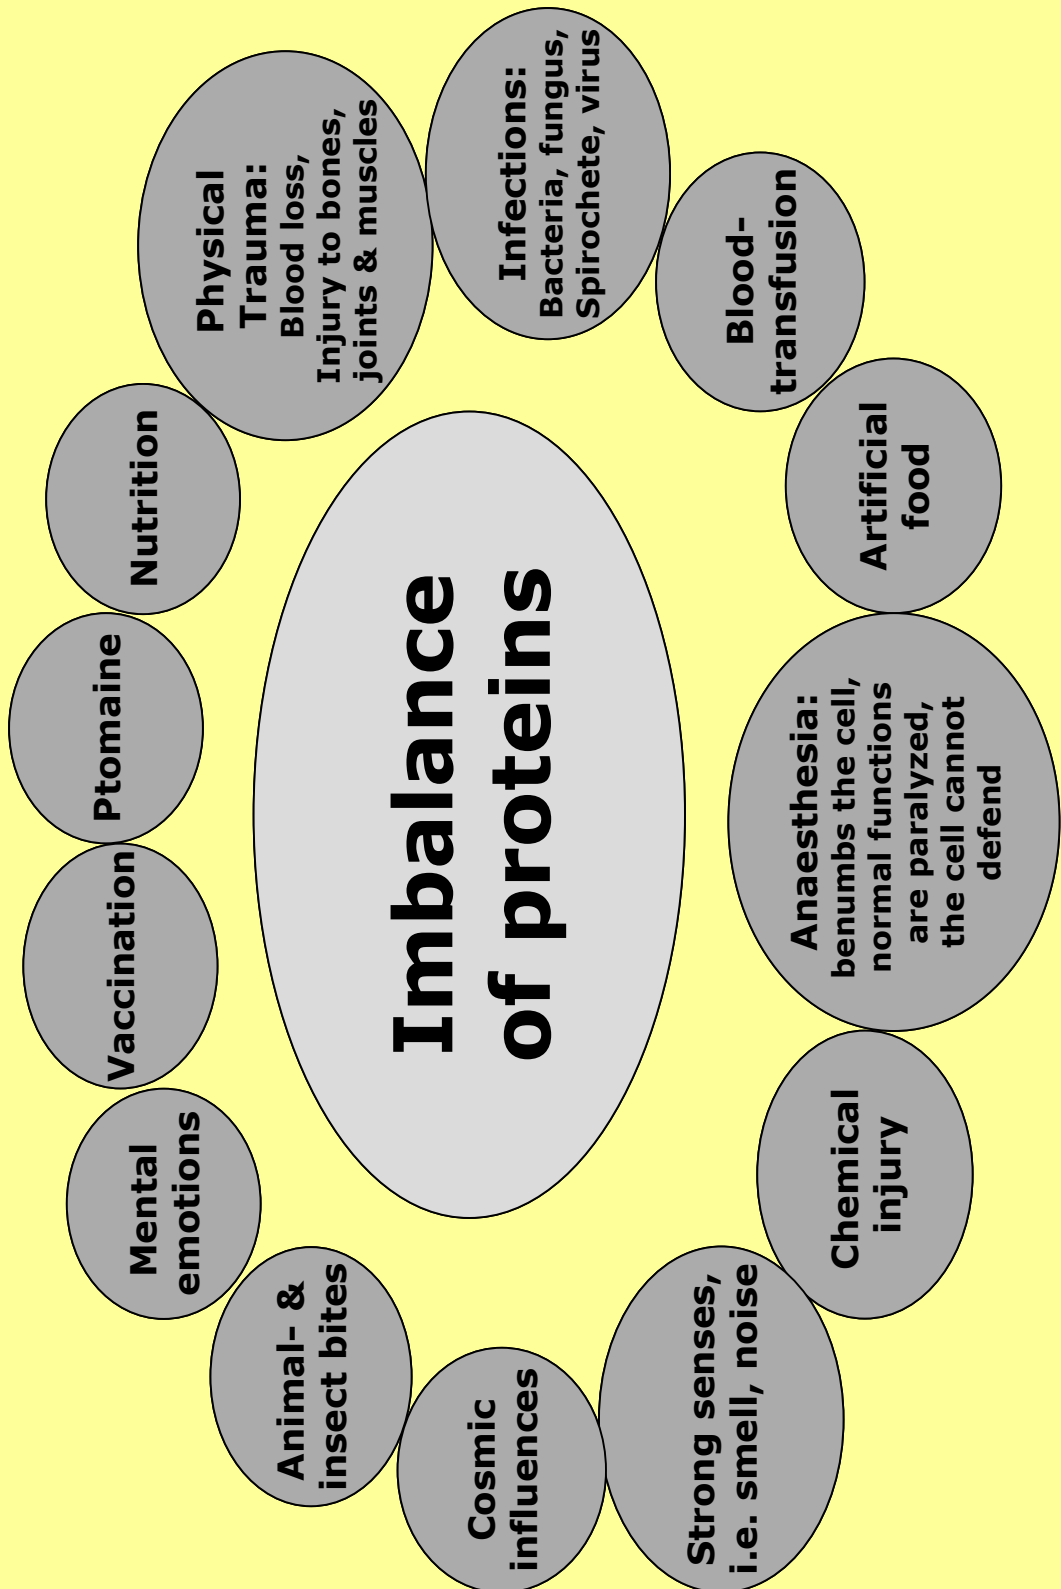 Imbalance
of proteins
Physical
Trauma:
Blood loss,
Injury to bones,
joints & muscles
Infections:
Bacteria, fungus,
Spirochete, virus
Blood-
transfusion
Artificial
food
Anaesthesia:
benumbs the cell,
normal functions
are paralyzed,
the cell cannot
defend
Chemical
injury
Strong senses,
i.e. smell, noise
Cosmic
influences
Animal- &
insect bites
Mental
emotions
Vaccination
Ptomaine
Nutrition